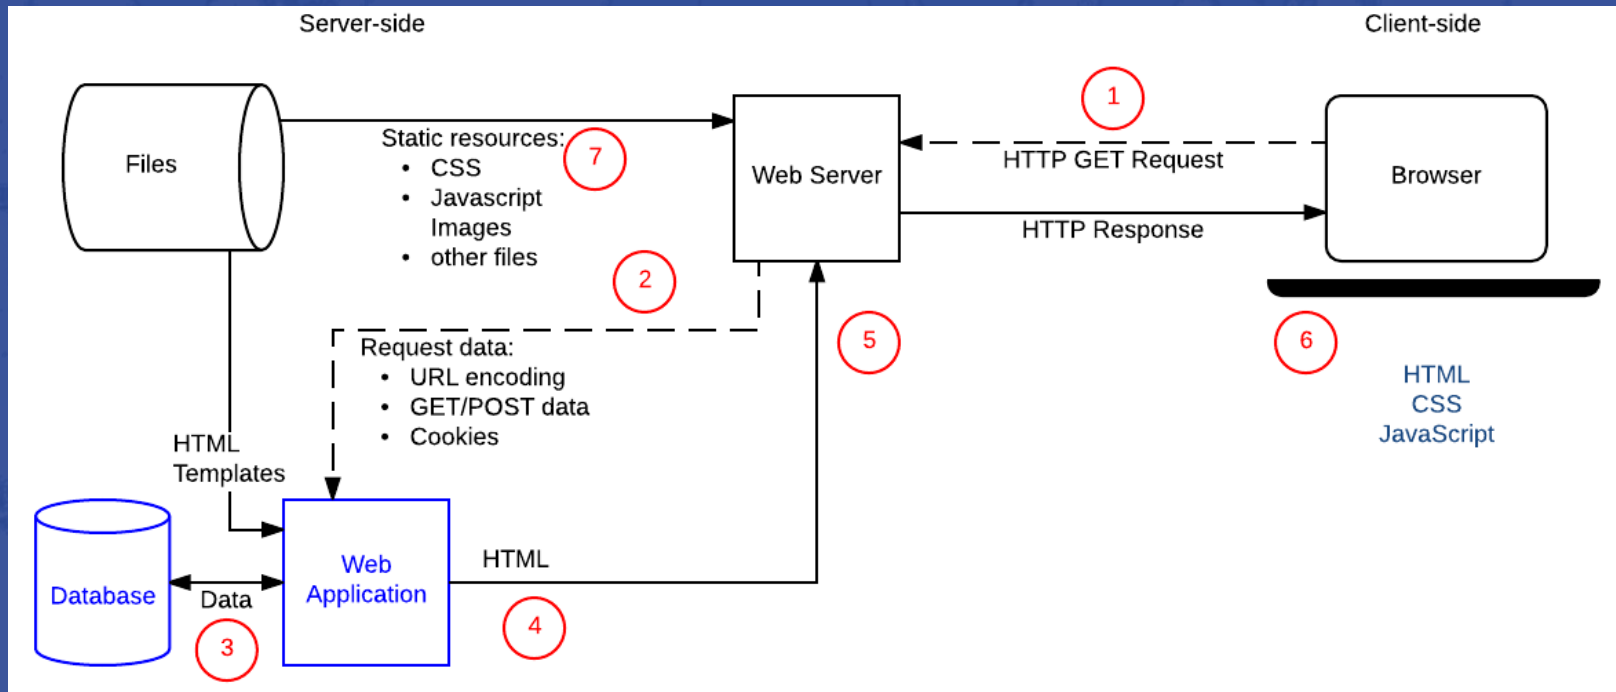 Server-side
Client-side
Files
Static resources:
• CSS
• Javascript
Images
• other files
7
Web Server
1
HTTP GET Request
HTTP Response
Browser
2
Request data:
• URL encoding
• GET/POST data
• Cookies
5
6
HTML
CSS
JavaScript
HTML
Templates
Database
Data
3
Web
Application
HTML
4